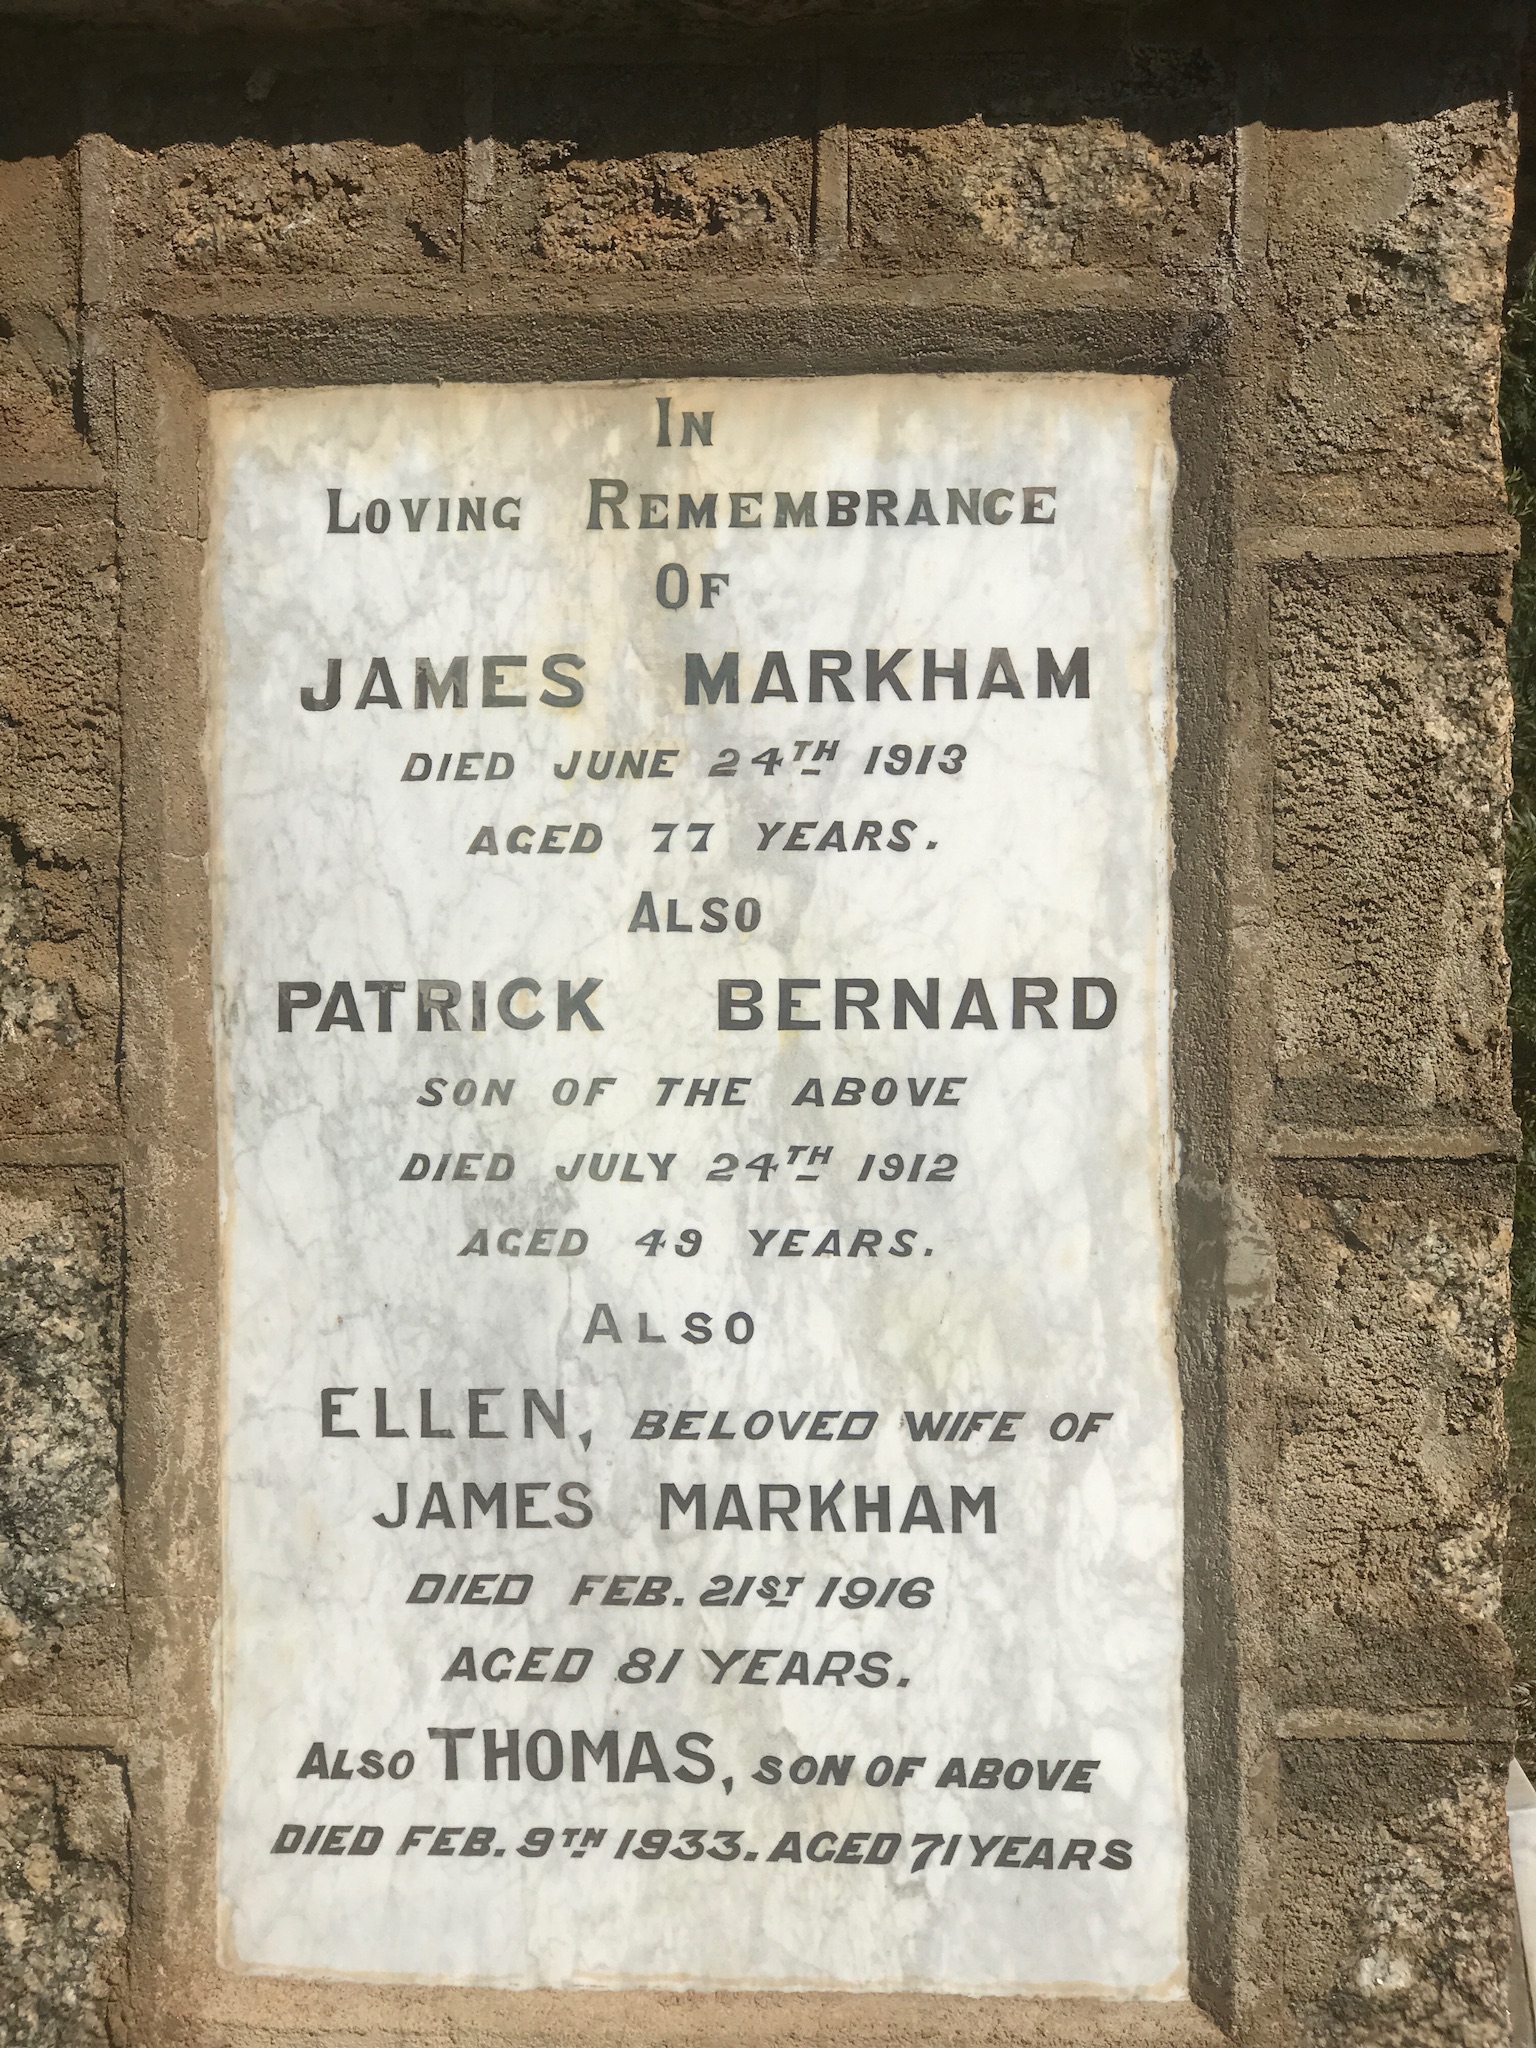 IN
LOVING REMEMBRANCE
OF
JAMES MARKHAM
DIED JUNE 24TH 1913
AGED 77 YEARS.
ALSO
PATRICK BERNARD
SON OF THE ABOVE
DIED JULY 24TH 1912
AGED 49 YEARS.
ALSO
ELLEN, BELOVED WIFE OF
JAMES MARKHAM
DIED FEB. 21ST 1916
AGED 81 YEARS.
ALSO THOMAS, SON OF ABOVE
DIED FEB. 9TH 1933. AGED 71 YEARS